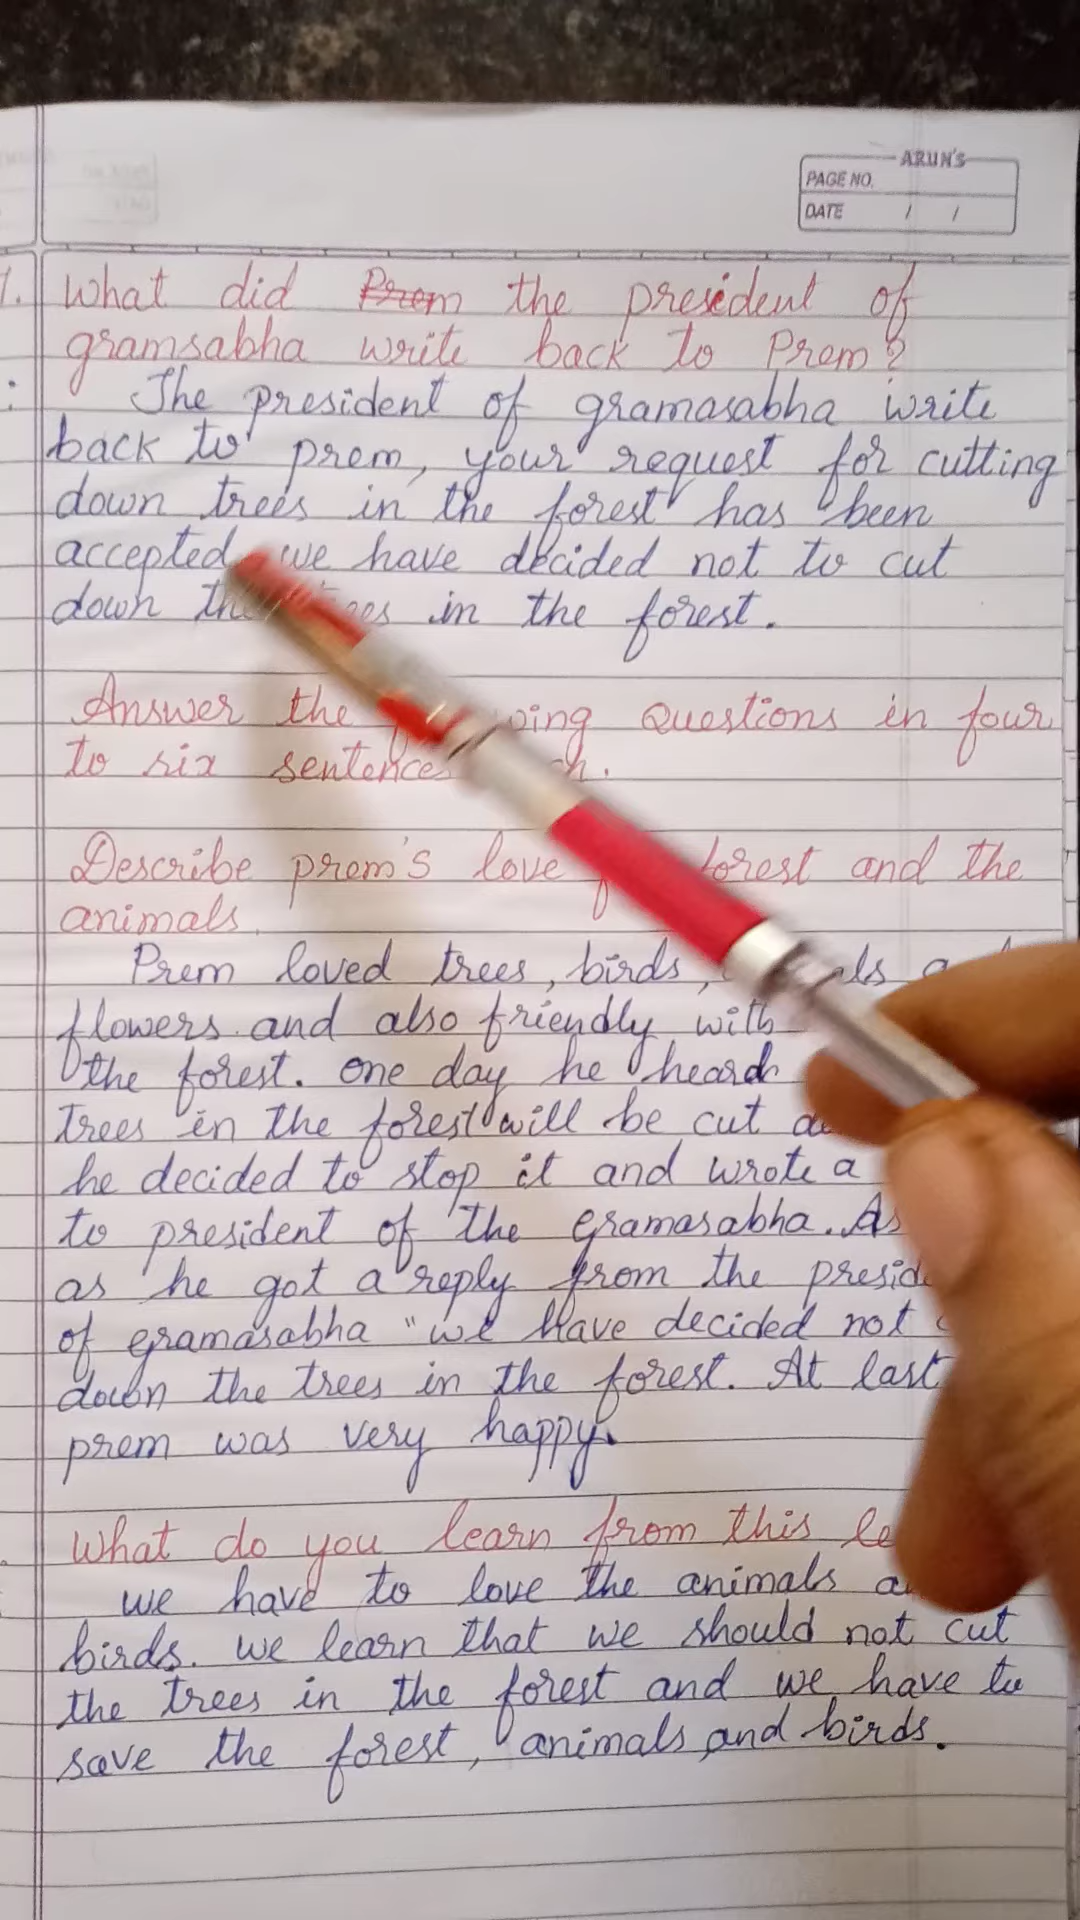 ARUN'S
PAGE NO.
DATE / /
1. What did Prem the president of
gramsabha write back to Prem?
: The president of gramasabha write
back to prem, your request for cutting
down trees in the forest has been
accepted we have decided not to cut
down in the forest.
Answer the questions in four
to six
Describe prem's love forest and the
animals.
Prem loved trees, birds,
flowers and also friendly with
the forest. one day he heard
trees in the forest will be cut
he decided to stop it and wrote a
to president of the gramasabha. As
as he got a reply from the
of gramasabha "we have decided not
down the trees in the forest. At last
prem was very happy.
What do you learn from this
we have to love the animals
birds. we learn that we should not cut
the trees in the forest and we have to
save the forest, animals, and birds.